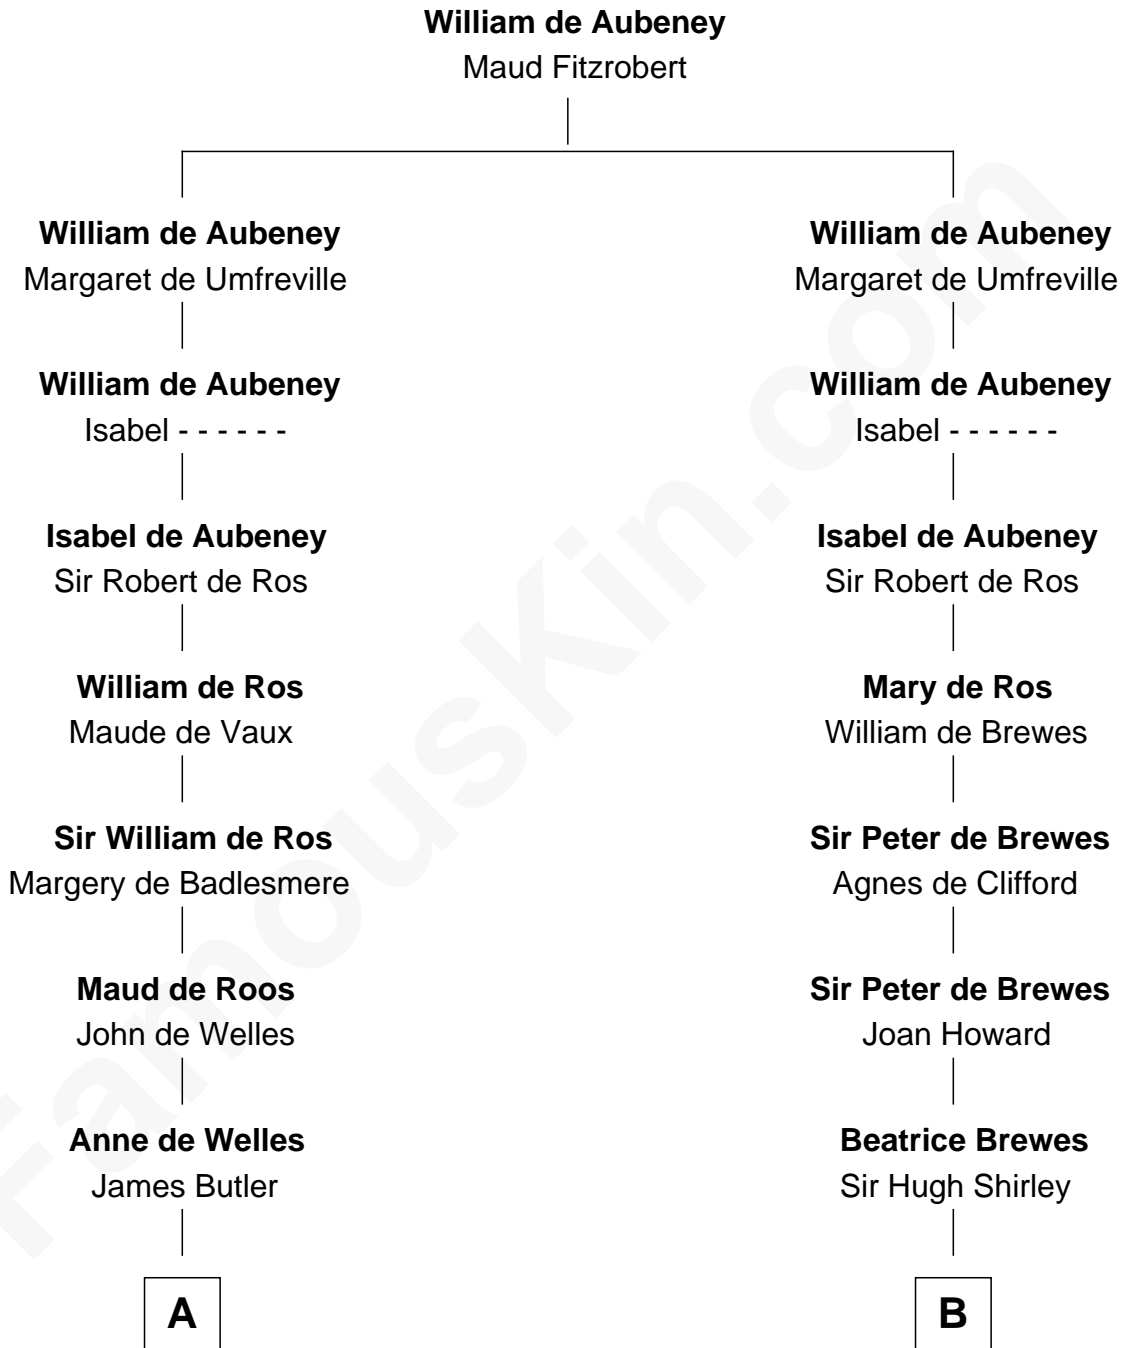 William de Aubeney
Maud Fitzrobert
William de Aubeney
Margaret de Umfreville
William de Aubeney
Isabel - - - - - -
Isabel de Aubeney
Sir Robert de Ros
William de Ros
Maude de Vaux
Sir William de Ros
Margery de Badlesmere
Maud de Roos
John de Welles
Anne de Welles
James Butler
A
William de Aubeney
Margaret de Umfreville
William de Aubeney
Isabel - - - - - -
Isabel de Aubeney
Sir Robert de Ros
Mary de Ros
William de Brewes
Sir Peter de Brewes
Agnes de Clifford
Sir Peter de Brewes
Joan Howard
Beatrice Brewes
Sir Hugh Shirley
B
FamousKin.com